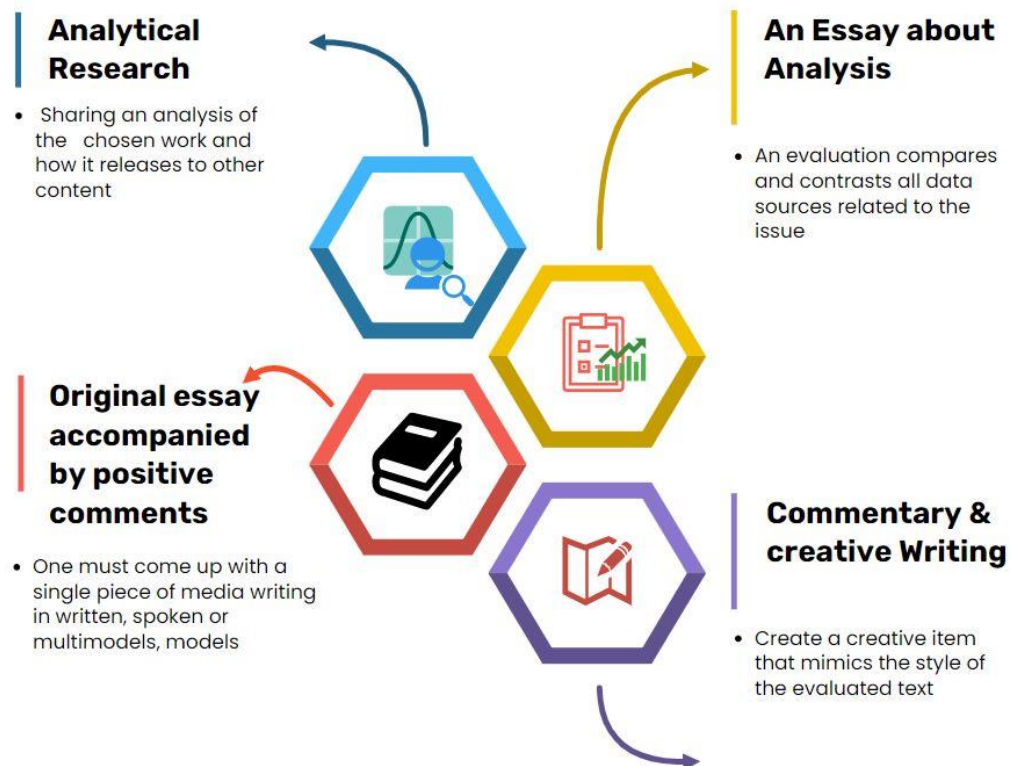 Analytical
Research
• Sharing an analysis of
the chosen work and
how it releases to other
content
An Essay about
Analysis
• An evaluation compares
and contrasts all data
sources related to the
issue
Original essay
accompanied
by positive
comments
• One must come up with a
single piece of media writing
in written, spoken or
multimodels, models
Commentary &
creative Writing
• Create a creative item
that mimics the style of
the evaluated text